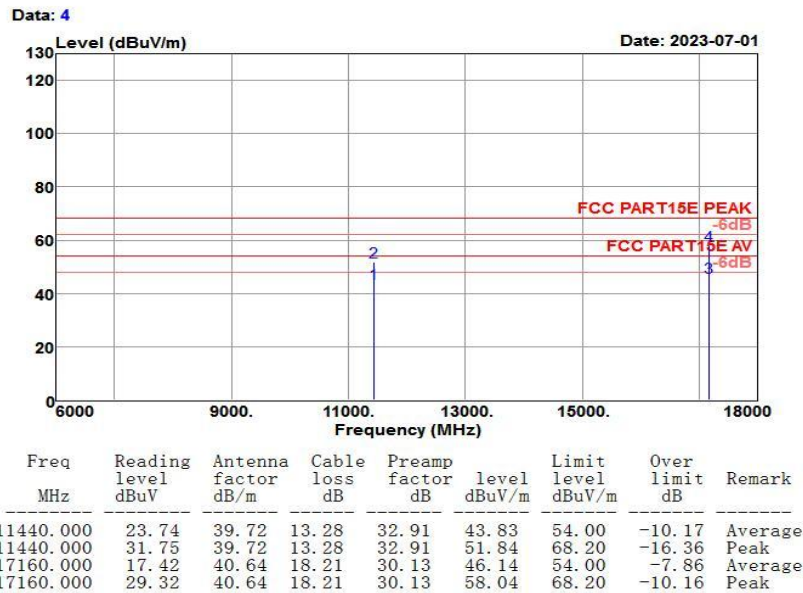 Data: 4
Level (dBuV/m) Date: 2023-07-01
130
120
100
80
FCC PART15E PEAK
-6dB
4
60
FCC PART15E AV
2
-6dB
3
1
40
20
0
6000 9000. 11000. 13000. 15000. 18000
Frequency (MHz)
Freq Reading Antenna Cable Preamp Limit Over
level factor loss factor level level limit Remark
MHz dBuV dB/m dB dB dBuV/m dBuV/m dB
11440.000 23.74 39.72 13.28 32.91 43.83 54.00 -10.17 Average
11440.000 31.75 39.72 13.28 32.91 51.84 68.20 -16.36 Peak
17160.000 17.42 40.64 18.21 30.13 46.14 54.00 -7.86 Average
17160.000 29.32 40.64 18.21 30.13 58.04 68.20 -10.16 Peak